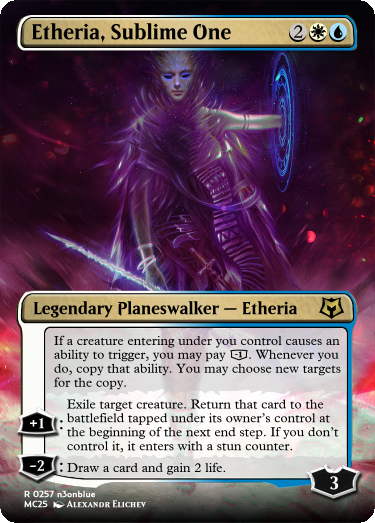 Etheria, Sublime One 2
Legendary Planeswalker — Etheria
If a creature entering under you control causes an
ability to trigger, you may pay -1. Whenever you
do, copy that ability. You may choose new targets
for the copy.
+1: Exile target creature. Return that card to the
battlefield tapped under its owner's control at
the beginning of the next end step. If you don't
control it, it enters with a stun counter.
-2: Draw a card and gain 2 life.
3
R 0257 n3onblue
MC25 Alexandr Elichev